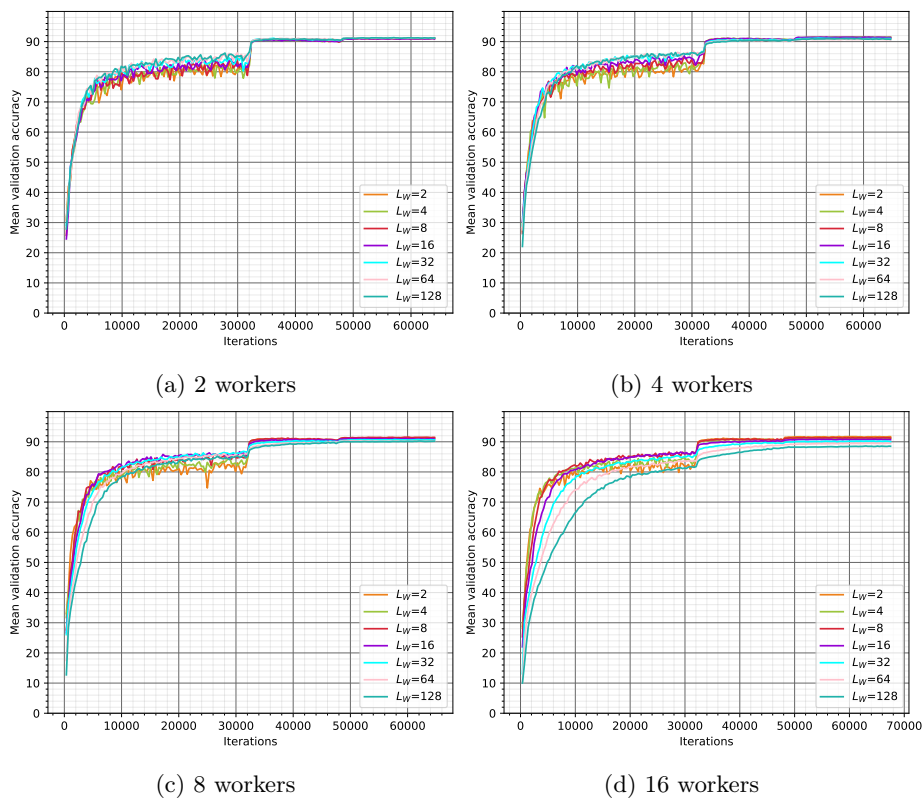 Mean validation accuracy
90
80
70
60
50
40
30
20
10
0
L_W=2
L_W=4
L_W=8
L_W=16
L_W=32
L_W=64
L_W=128
0 10000 20000 30000 40000 50000 60000
Iterations
(a) 2 workers
Mean validation accuracy
90
80
70
60
50
40
30
20
10
0
L_W=2
L_W=4
L_W=8
L_W=16
L_W=32
L_W=64
L_W=128
0 10000 20000 30000 40000 50000 60000
Iterations
(b) 4 workers
Mean validation accuracy
90
80
70
60
50
40
30
20
10
0
L_W=2
L_W=4
L_W=8
L_W=16
L_W=32
L_W=64
L_W=128
0 10000 20000 30000 40000 50000 60000
Iterations
(c) 8 workers
Mean validation accuracy
90
80
70
60
50
40
30
20
10
0
L_W=2
L_W=4
L_W=8
L_W=16
L_W=32
L_W=64
L_W=128
0 10000 20000 30000 40000 50000 60000 70000
Iterations
(d) 16 workers